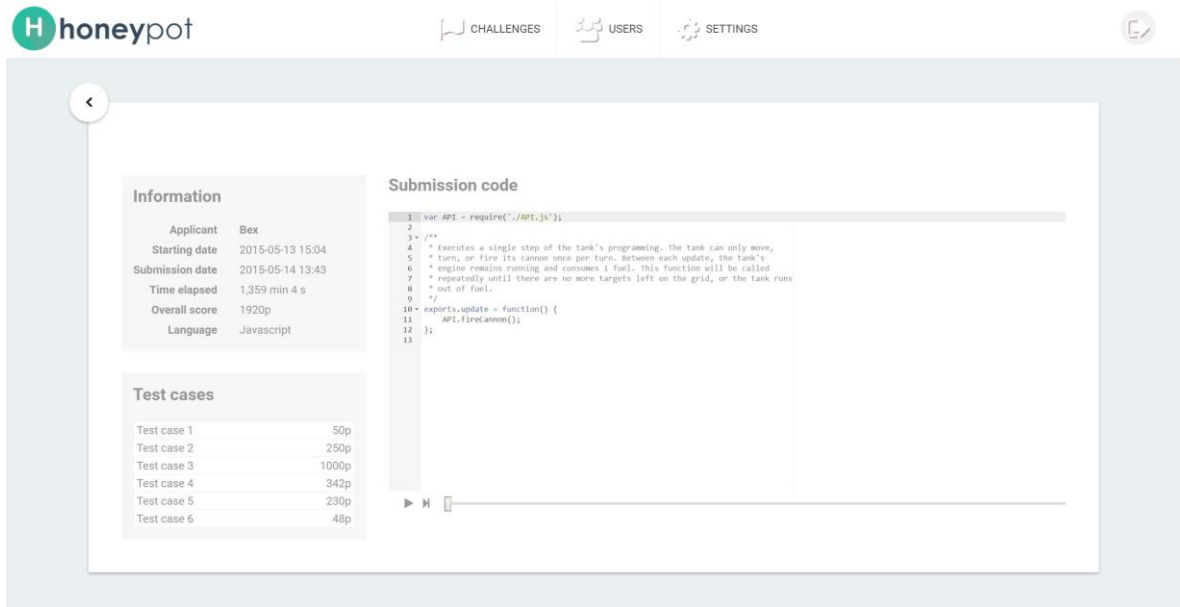 H honeypot
CHALLENGES
USERS
SETTINGS
Information
Applicant Bex
Starting date 2015-05-13 15:04
Submission date 2015-05-14 13:43
Time elapsed 1,359 min 4 s
Overall score 1920p
Language Javascript
Test cases
Test case 1 50p
Test case 2 250p
Test case 3 1000p
Test case 4 342p
Test case 5 230p
Test case 6 48p
Submission code
1 var API = require('./API.js');
2
3 /**
4 * Executes a single step of the tank's programming. The tank can only move,
5 * turn, or fire its cannon once per turn. Between each update, the tank's
6 * engine remains running and consumes 1 fuel. This function will be called
7 * repeatedly until there are no more targets left on the grid, or the tank runs
8 * out of fuel.
9 */
10 exports.update = function() {
11 API.fireCannon();
12 };
13